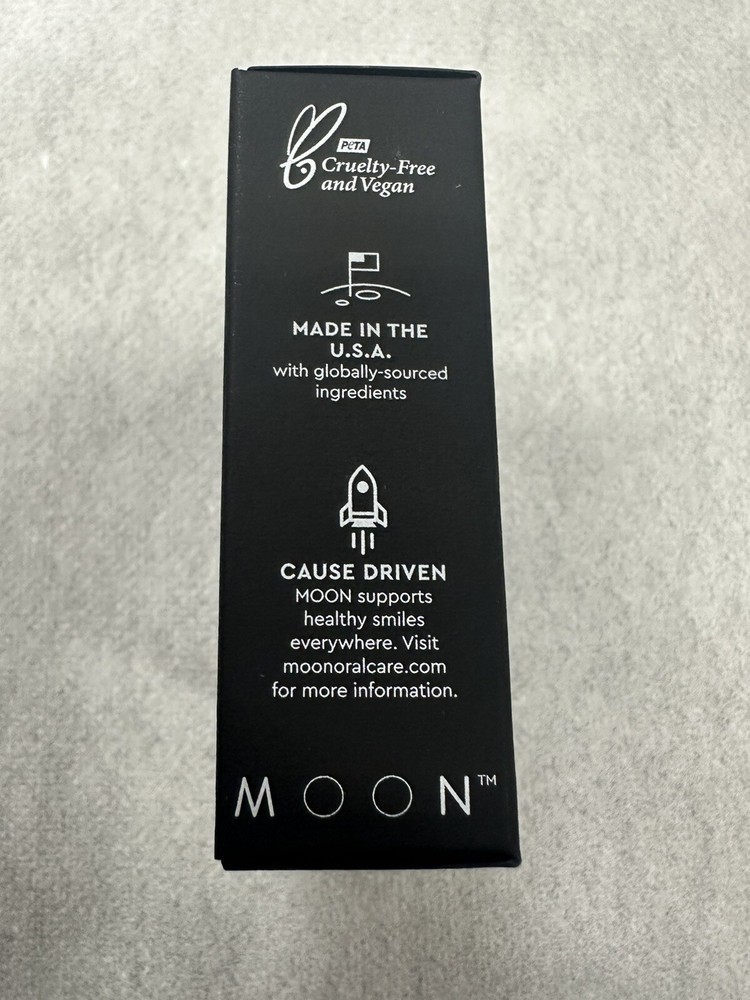 PETA
Cruelty-Free
and Vegan
MADE IN THE
U.S.A.
with globally-sourced
ingredients
CAUSE DRIVEN
MOON supports
healthy smiles
everywhere. Visit
moonoralcare.com
for more information.
MOON™